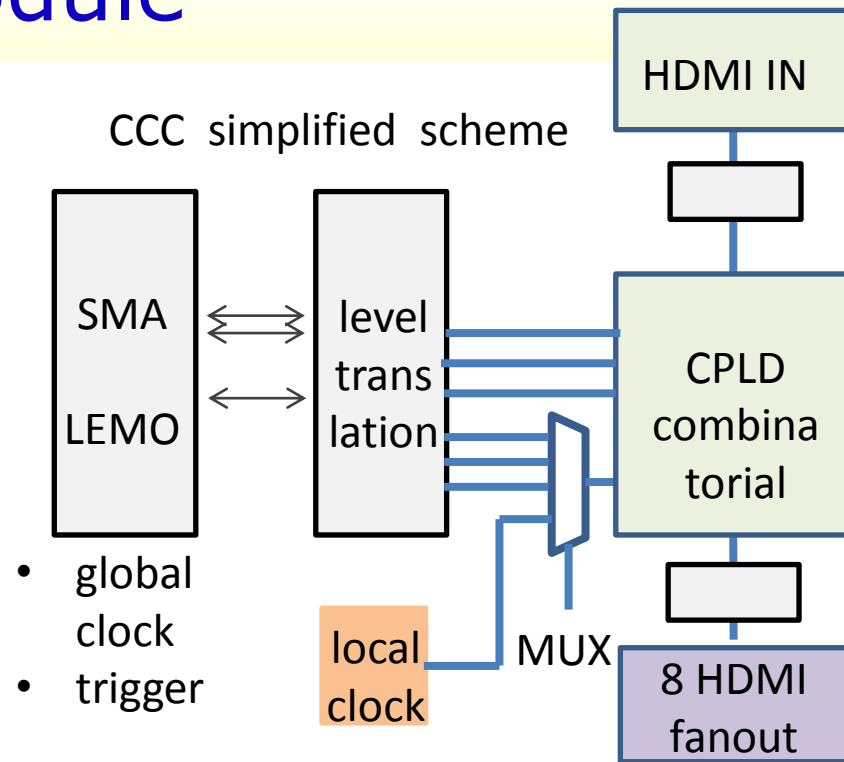 HDMI IN
CCC simplified scheme
SMA
LEMO
level
trans
lation
CPLD
combina
torial
• global
clock
• trigger
local
clock
MUX
8 HDMI
fanout